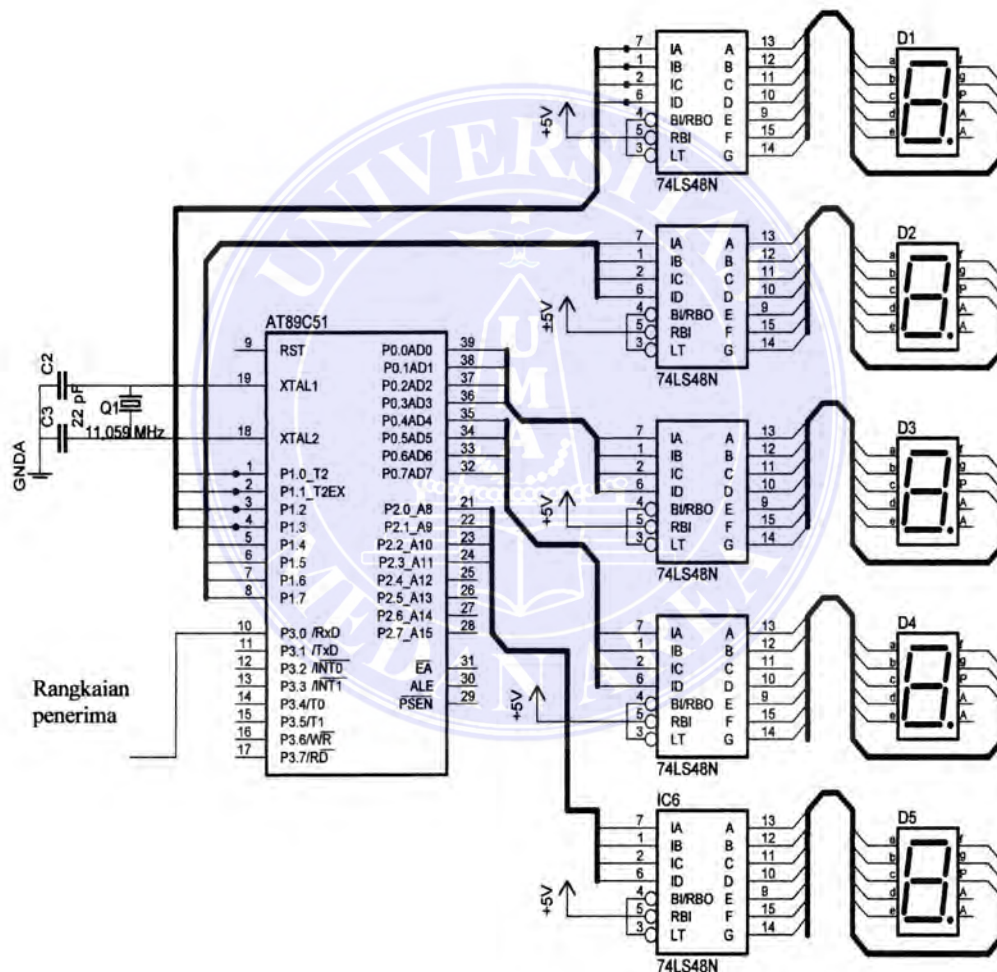 D1
7 IA A 13
1 IB B 12
2 IC C 11
6 ID D 10
4 BI/RBO E 9
5 RBI F 15
3 LT G 14
+5V
74LS48N
a f
b g
c P
d A
e A
D2
7 IA A 13
1 IB B 12
2 IC C 11
6 ID D 10
4 BI/RBO E 9
5 RBI F 15
3 LT G 14
+5V
74LS48N
a f
b g
c P
d A
e A
D3
7 IA A 13
1 IB B 12
2 IC C 11
6 ID D 10
4 BI/RBO E 9
5 RBI F 15
3 LT G 14
+5V
74LS48N
a f
b g
c P
d A
e A
D4
7 IA A 13
1 IB B 12
2 IC C 11
6 ID D 10
4 BI/RBO E 9
5 RBI F 15
3 LT G 14
+5V
74LS48N
a f
b g
c P
d A
e A
IC6
D5
7 IA A 13
1 IB B 12
2 IC C 11
6 ID D 10
4 BI/RBO E 9
5 RBI F 15
3 LT G 14
+5V
74LS48N
a f
b g
c P
d A
e A
AT89C51
9 RST P0.0AD0 39
P0.1AD1 38
19 XTAL1 P0.2AD2 37
P0.3AD3 36
P0.4AD4 35
18 XTAL2 P0.5AD5 34
P0.6AD6 33
1 P1.0_T2 P0.7AD7 32
2 P1.1_T2EX
3 P1.2 P2.0_A8 21
4 P1.3 P2.1_A9 22
5 P1.4 P2.2_A10 23
6 P1.5 P2.3_A11 24
7 P1.6 P2.4_A12 25
8 P1.7 P2.5_A13 26
P2.6_A14 27
10 P3.0 /RxD P2.7_A15 28
11 P3.1 /TxD
12 P3.2 /INT0 EA 31
13 P3.3 /INT1 ALE 30
14 P3.4/T0 PSEN 29
15 P3.5/T1
16 P3.6/WR
17 P3.7/RD
C2
C3
22 pF
Q1
11,059 MHz
GNDA
Rangkaian
penerima
UNIVERSITAS
MEDAN AREA
UMA